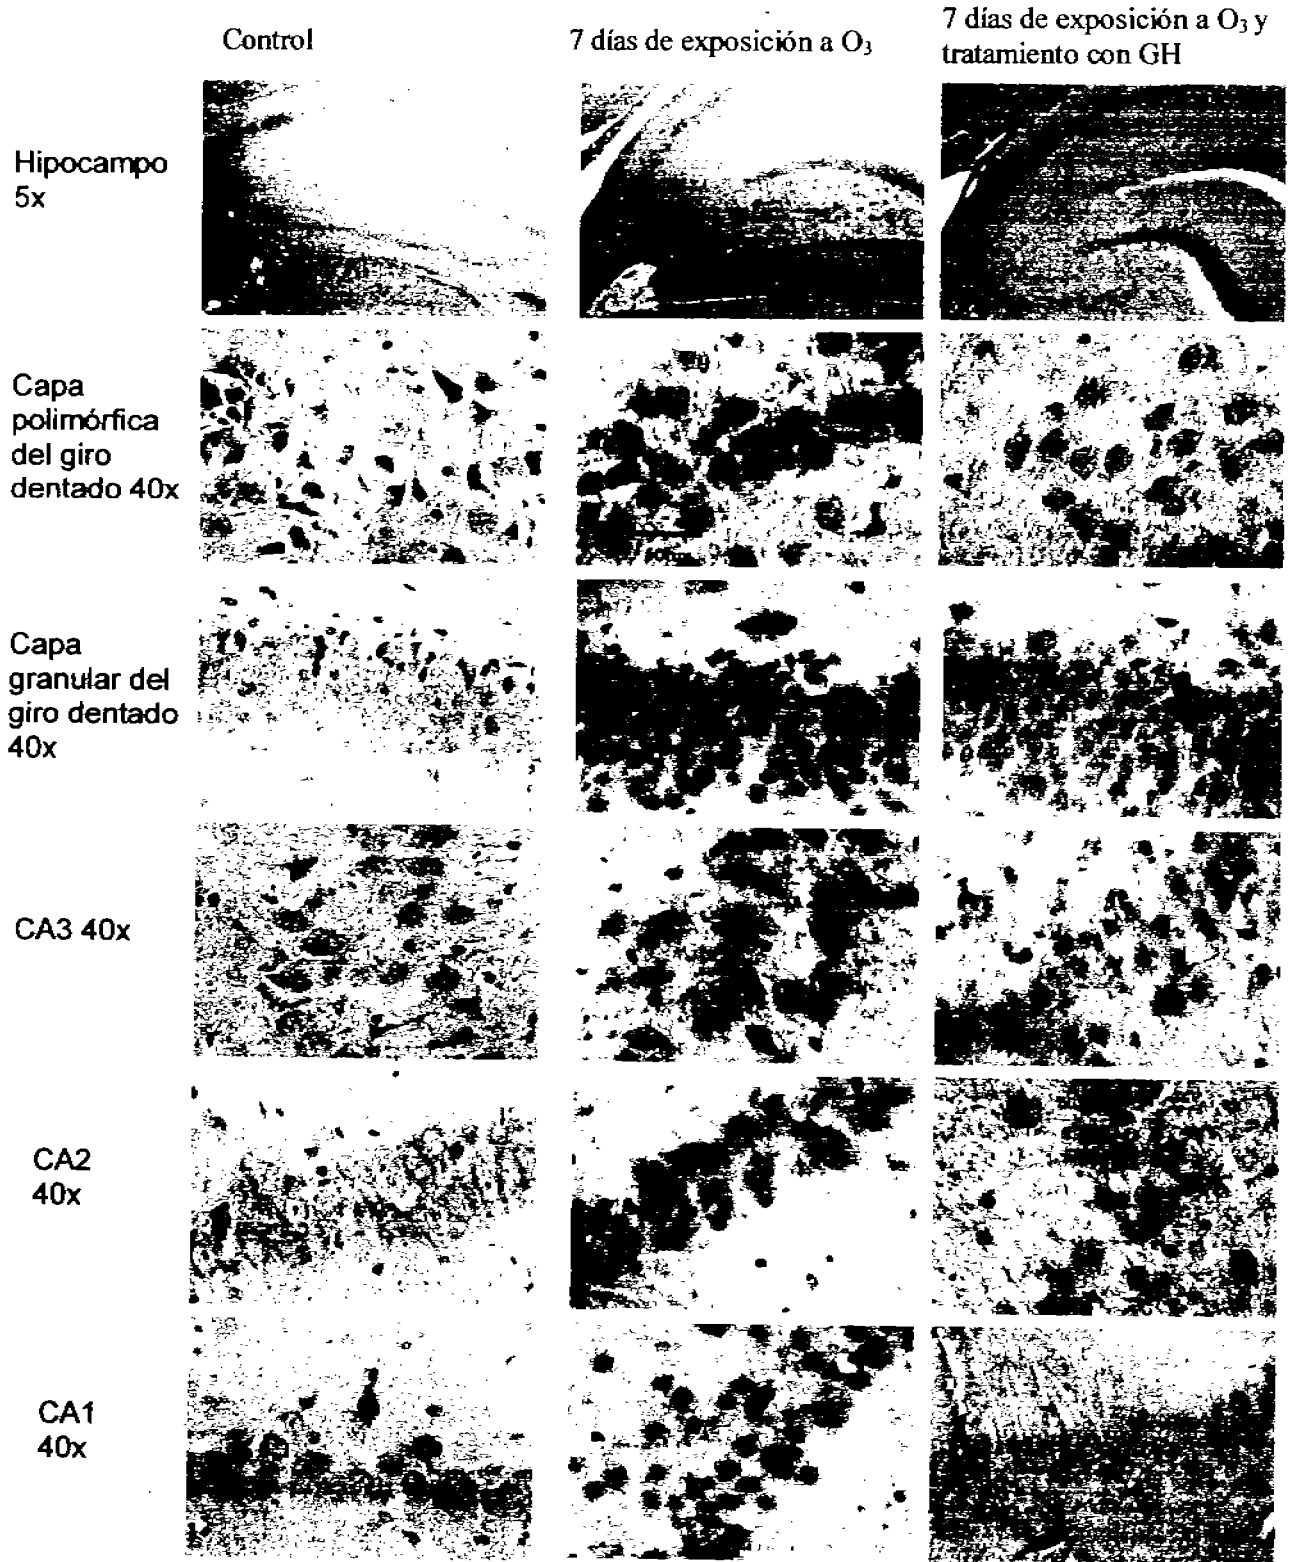 Control
7 días de exposición a O₃
7 días de exposición a O₃ y
tratamiento con GH
Hipocampo
5x
Capa
polimórfica
del giro
dentado 40x
Capa
granular del
giro dentado
40x
CA3 40x
CA2
40x
CA1
40x